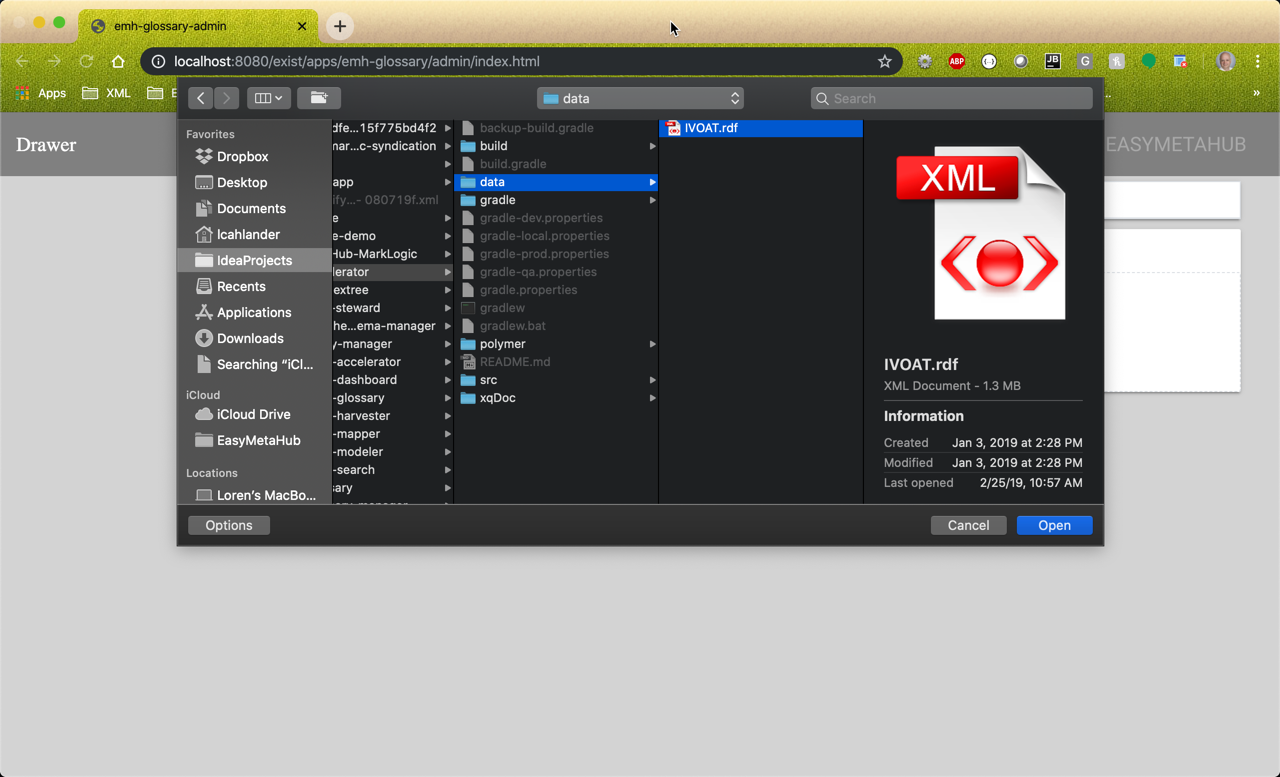 emh-glossary-admin
localhost:8080/exist/apps/emh-glossary/admin/index.html
ABP
JB
G
Apps
XML
E
data
Search
Drawer
EASYMETAHUB
Favorites
Dropbox
Desktop
Documents
lcahlander
IdeaProjects
Recents
Applications
Downloads
Searching “iCl...
iCloud
iCloud Drive
EasyMetaHub
Locations
Loren’s MacBo...
dfe...15f775bd4f2
nar...c-syndication
app
ify...- 080719f.xml
e
e-demo
Hub-MarkLogic
lerator
extree
-steward
he...ema-manager
y-manager
-accelerator
-dashboard
-glossary
-harvester
-mapper
-modeler
-search
sary
backup-build.gradle
build
build.gradle
data
gradle
gradle-dev.properties
gradle-local.properties
gradle-prod.properties
gradle-qa.properties
gradle.properties
gradlew
gradlew.bat
polymer
README.md
src
xqDoc
IVOAT.rdf
XML
IVOAT.rdf
XML Document - 1.3 MB
Information
Created Jan 3, 2019 at 2:28 PM
Modified Jan 3, 2019 at 2:28 PM
Last opened 2/25/19, 10:57 AM
Options
Cancel
Open